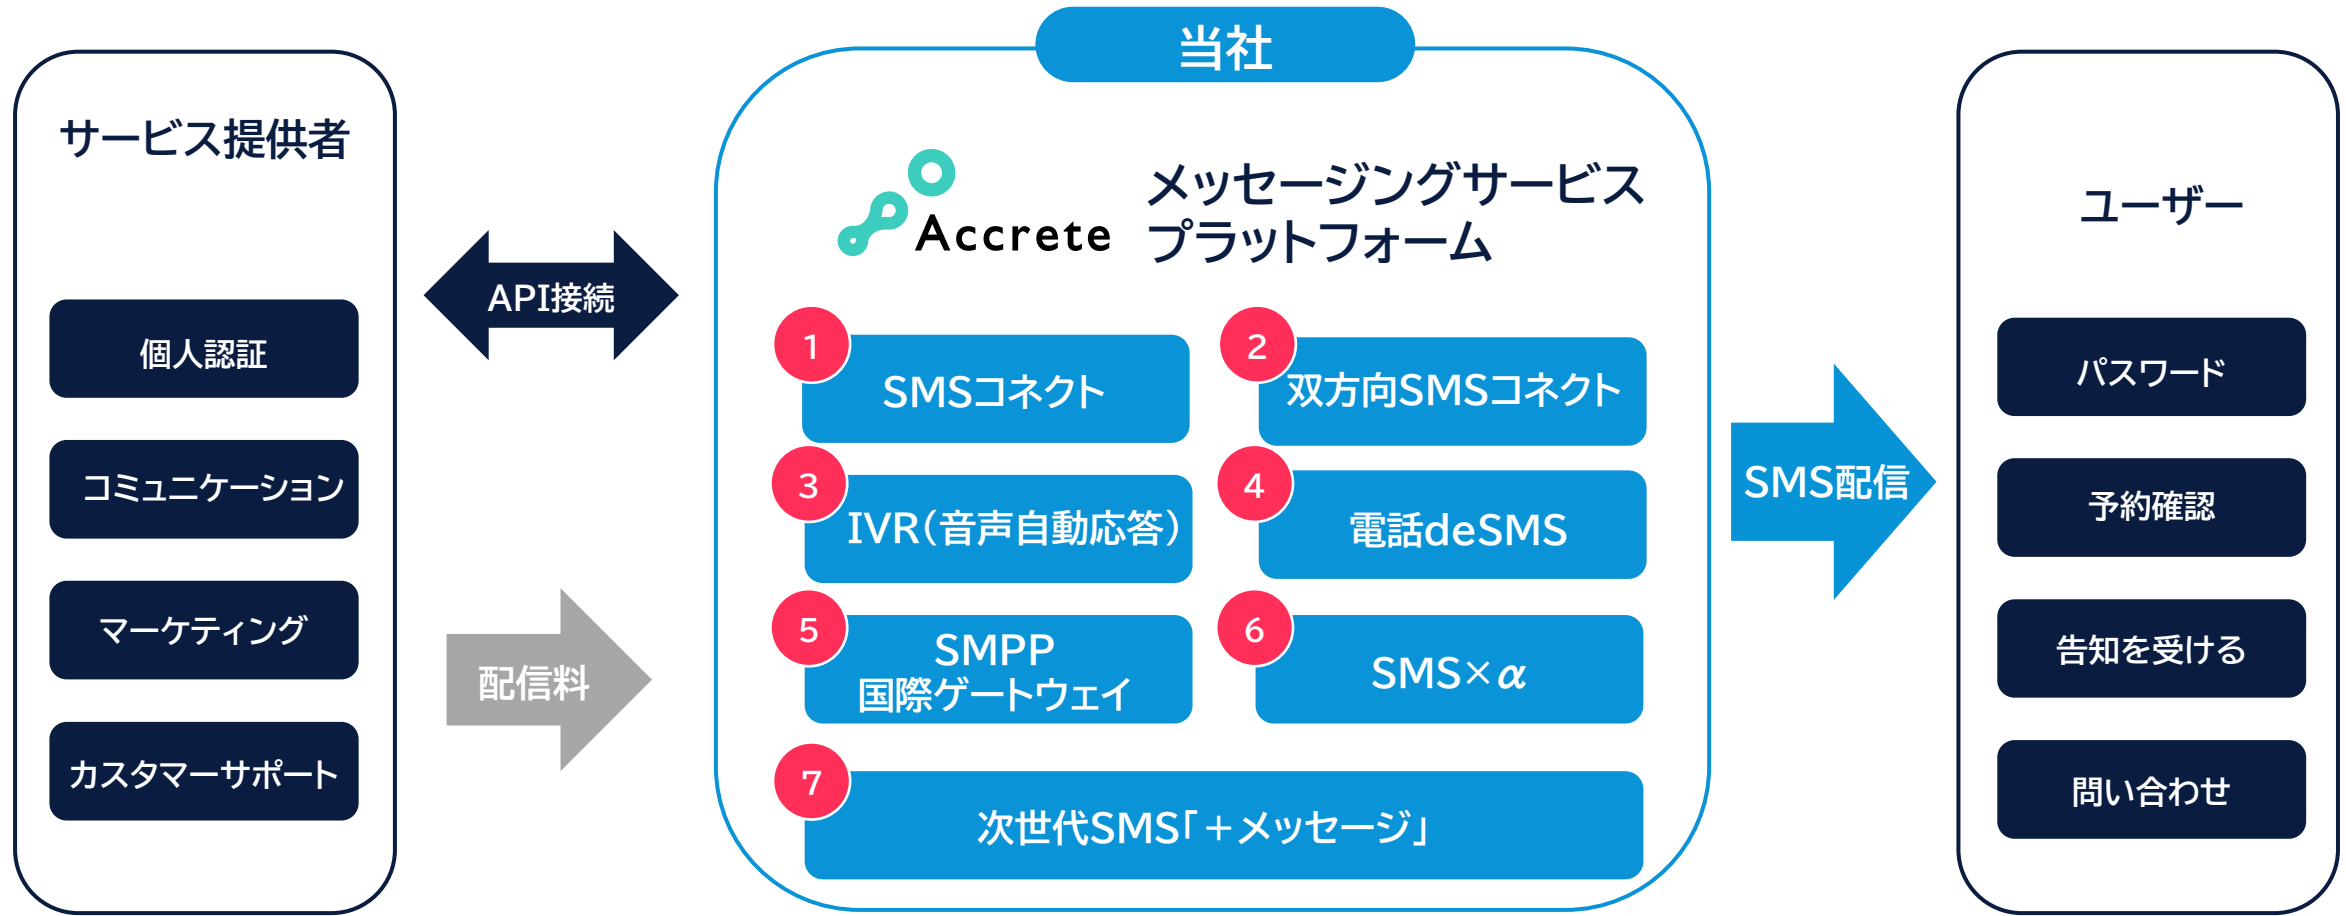 当社
サービス提供者
個人認証
コミュニケーション
マーケティング
カスタマーサポート
API接続
配信料
Accrete
メッセージングサービス
プラットフォーム
1
SMSコネクト
2
双方向SMSコネクト
3
IVR(音声自動応答)
4
電話deSMS
5
SMPP
国際ゲートウェイ
6
SMS×α
7
次世代SMS「+メッセージ」
SMS配信
ユーザー
パスワード
予約確認
告知を受ける
問い合わせ